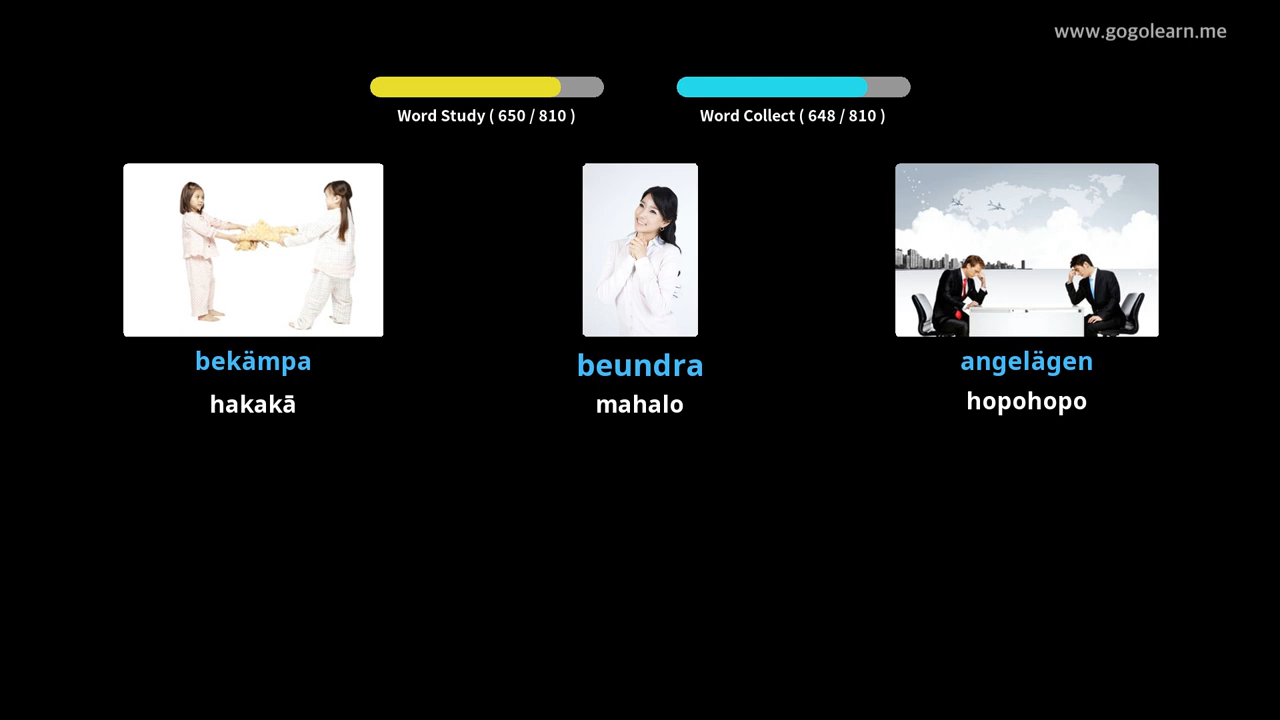 www.gogolearn.me
Word Study ( 650 / 810 )
Word Collect ( 648 / 810 )
bekämpa
hakakā
beundra
mahalo
angelägen
hopohopo